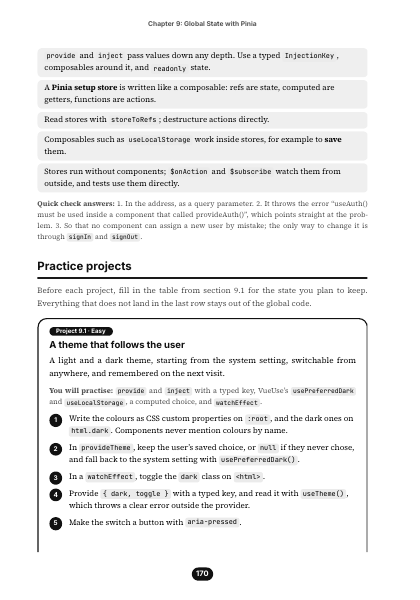 Chapter 9: Global State with Pinia
provide and inject pass values down any depth. Use a typed InjectionKey,
composables around it, and readonly state.
A Pinia setup store is written like a composable: refs are state, computed are
getters, functions are actions.
Read stores with storeToRefs; destructure actions directly.
Composables such as useLocalStorage work inside stores, for example to save
them.
Stores run without components; $onAction and $subscribe watch them from
outside, and tests use them directly.
Quick check answers: 1. In the address, as a query parameter. 2. It throws the error “useAuth()
must be used inside a component that called provideAuth()”, which points straight at the prob-
lem. 3. So that no component can assign a new user by mistake; the only way to change it is
through signIn and signOut.
Practice projects
Before each project, fill in the table from section 9.1 for the state you plan to keep.
Everything that does not land in the last row stays out of the global code.
Project 9.1 · Easy
A theme that follows the user
A light and a dark theme, starting from the system setting, switchable from
anywhere, and remembered on the next visit.
You will practise: provide and inject with a typed key, VueUse’s usePreferredDark
and useLocalStorage, a computed choice, and watchEffect.
1 Write the colours as CSS custom properties on :root, and the dark ones on
html.dark. Components never mention colours by name.
2 In provideTheme, keep the user’s saved choice, or null if they never chose,
and fall back to the system setting with usePreferredDark().
3 In a watchEffect, toggle the dark class on <html>.
4 Provide { dark, toggle } with a typed key, and read it with useTheme(),
which throws a clear error outside the provider.
5 Make the switch a button with aria-pressed.
170